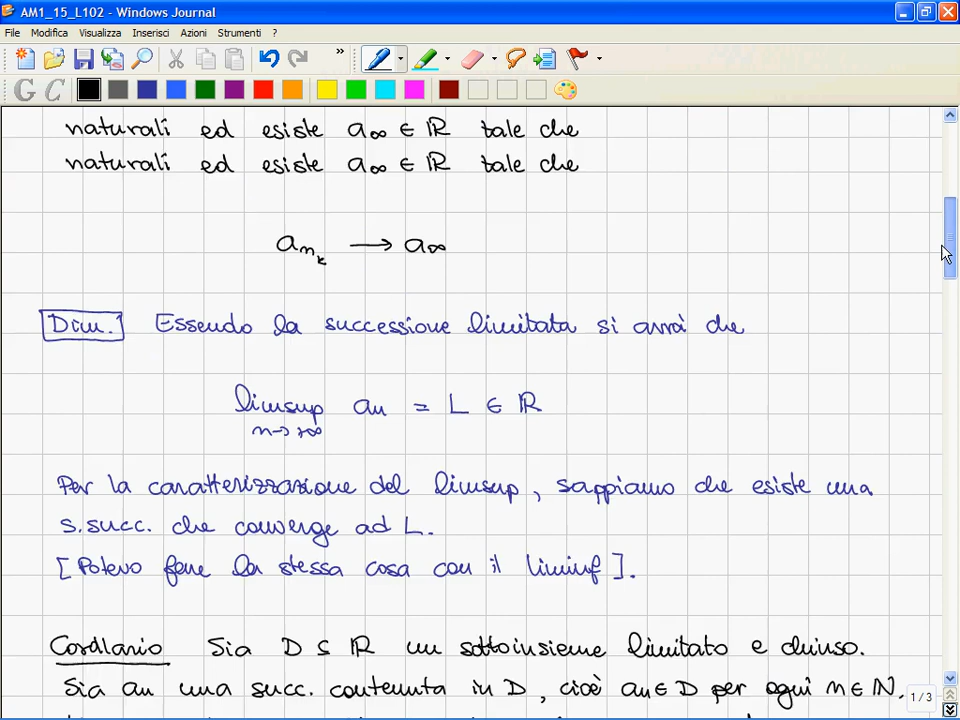 AM1_15_L102 - Windows Journal
File Modifica Visualizza Inserisci Azioni Strumenti ?
G C
naturali ed esiste a∞ ∈ ℝ tale che
naturali ed esiste a∞ ∈ ℝ tale che
a_{n_k} ⟶ a∞
Dim. Essendo la successione limitata si avrà che
limsup an = L ∈ ℝ
n→+∞
Per la caratterizzazione del limsup, sappiamo che esiste una
s.succ. che converge ad L.
[Potevo fare la stessa cosa con il liminf].
Corollario Sia D ⊆ ℝ un sottoinsieme limitato e chiuso.
Sia an una succ. contenuta in D, cioè an ∈ D per ogni n ∈ ℕ.
1 / 3